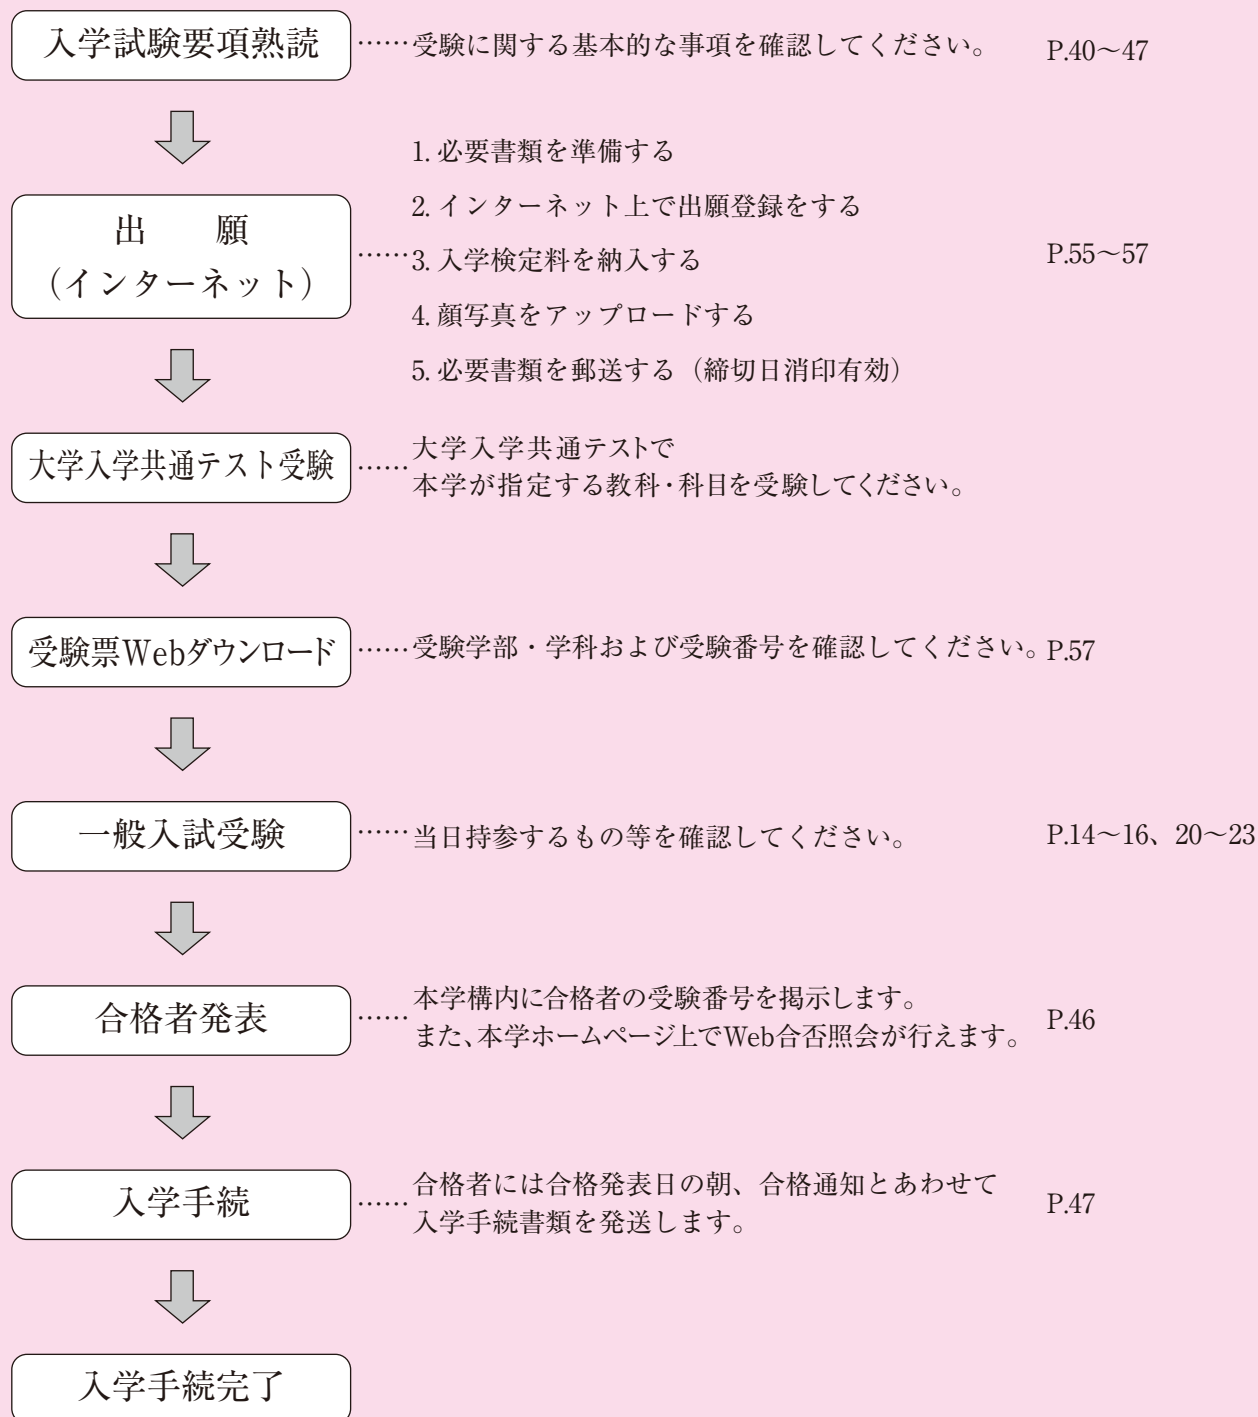 入学試験要項熟読 ……受験に関する基本的な事項を確認してください。 P.40～47
1. 必要書類を準備する
2. インターネット上で出願登録をする
出　願
（インターネット） ……3. 入学検定料を納入する P.55～57
4. 顔写真をアップロードする
5. 必要書類を郵送する（締切日消印有効）
大学入学共通テスト受験 ……大学入学共通テストで
本学が指定する教科・科目を受験してください。
受験票Webダウンロード ……受験学部・学科および受験番号を確認してください。 P.57
一般入試受験 ……当日持参するもの等を確認してください。 P.14～16、20～23
合格者発表 ……本学構内に合格者の受験番号を掲示します。 P.46
また、本学ホームページ上でWeb合否照会が行えます。
入学手続 ……合格者には合格発表日の朝、合格通知とあわせて P.47
入学手続書類を発送します。
入学手続完了